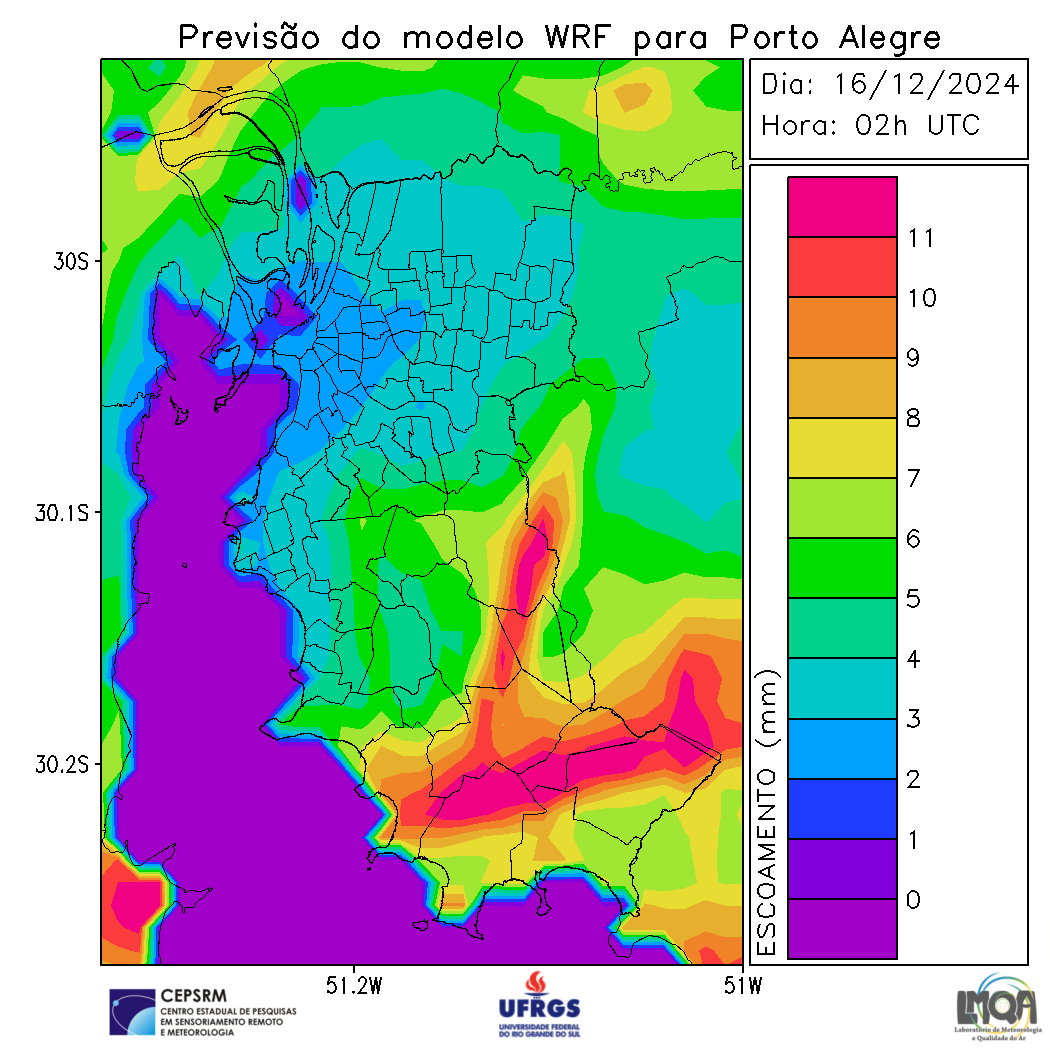 Previsão do modelo WRF para Porto Alegre
Dia: 16/12/2024
Hora: 02h UTC
11
10
9
8
7
6
5
4
3
2
1
0
ESCOAMENTO (mm)
30S
30.1S
30.2S
51.2W
51W
CEPSRM
CENTRO ESTADUAL DE PESQUISAS
EM SENSORIAMENTO REMOTO
E METEOROLOGIA
UFRGS
UNIVERSIDADE FEDERAL
DO RIO GRANDE DO SUL
LMQA
Laboratório de Meteorologia
e Qualidade do Ar